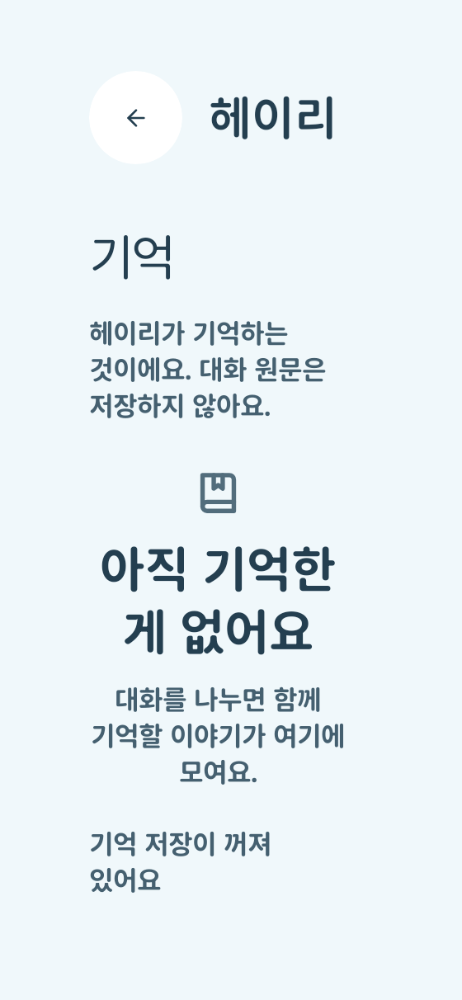 헤이리
기억
헤이리가 기억하는
것이에요. 대화 원문은
저장하지 않아요.
아직 기억한
게 없어요
대화를 나누면 함께
기억할 이야기가 여기에
모여요.
기억 저장이 꺼져
있어요